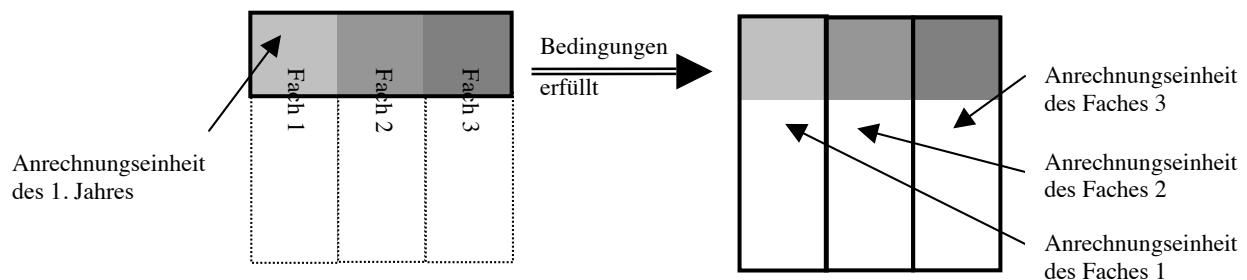 Fach 1
Fach 2
Fach 3
Anrechnungseinheit
des 1. Jahres
Bedingungen
erfüllt
Anrechnungseinheit
des Faches 3
Anrechnungseinheit
des Faches 2
Anrechnungseinheit
des Faches 1